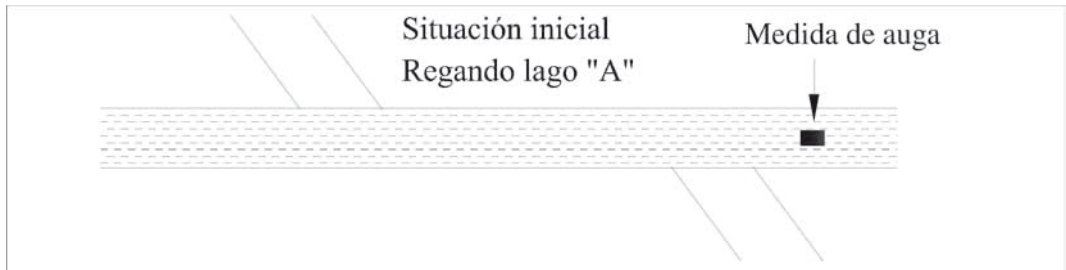 Situación inicial
Regando lago "A"
Medida de auga